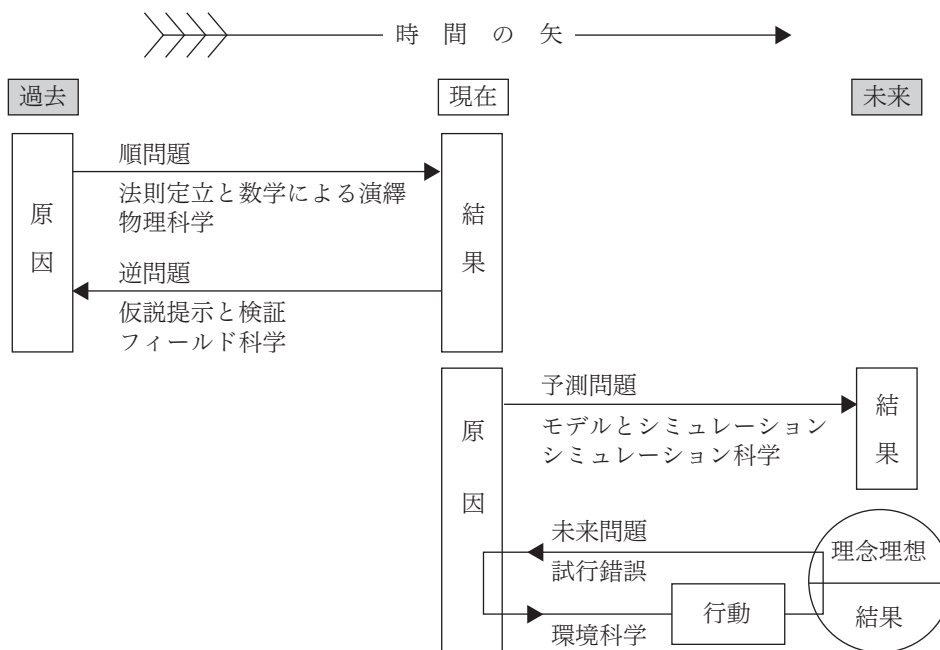 時間の矢
過去
現在
未来
原因
順問題
法則定立と数学による演繹
物理科学
逆問題
仮説提示と検証
フィールド科学
結果
原因
予測問題
モデルとシミュレーション
シミュレーション科学
結果
未来問題
試行錯誤
環境科学
行動
理念理想
結果